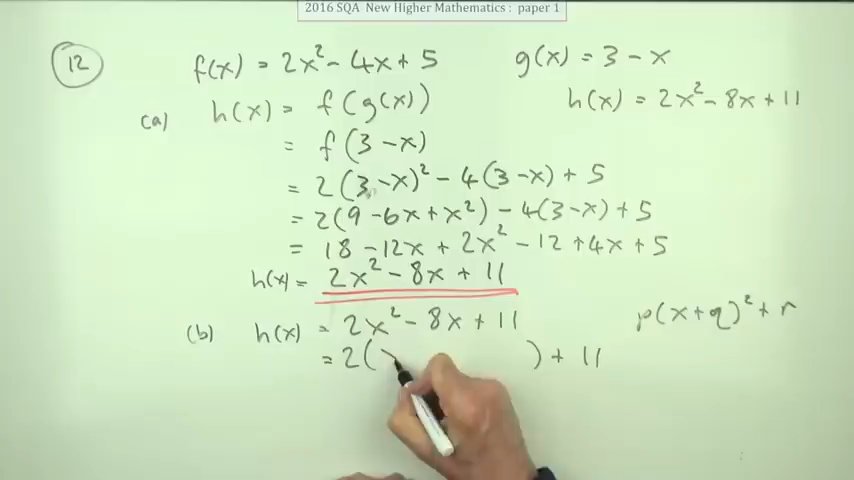 2016 SQA New Higher Mathematics : paper 1
12 f(x) = 2x² - 4x + 5 g(x) = 3 - x
(a) h(x) = f(g(x)) h(x) = 2x² - 8x + 11
= f(3 - x)
= 2(3 - x)² - 4(3 - x) + 5
= 2(9 - 6x + x²) - 4(3 - x) + 5
= 18 - 12x + 2x² - 12 + 4x + 5
h(x) = 2x² - 8x + 11
(b) h(x) = 2x² - 8x + 11 p(x + q)² + r
= 2( ) + 11